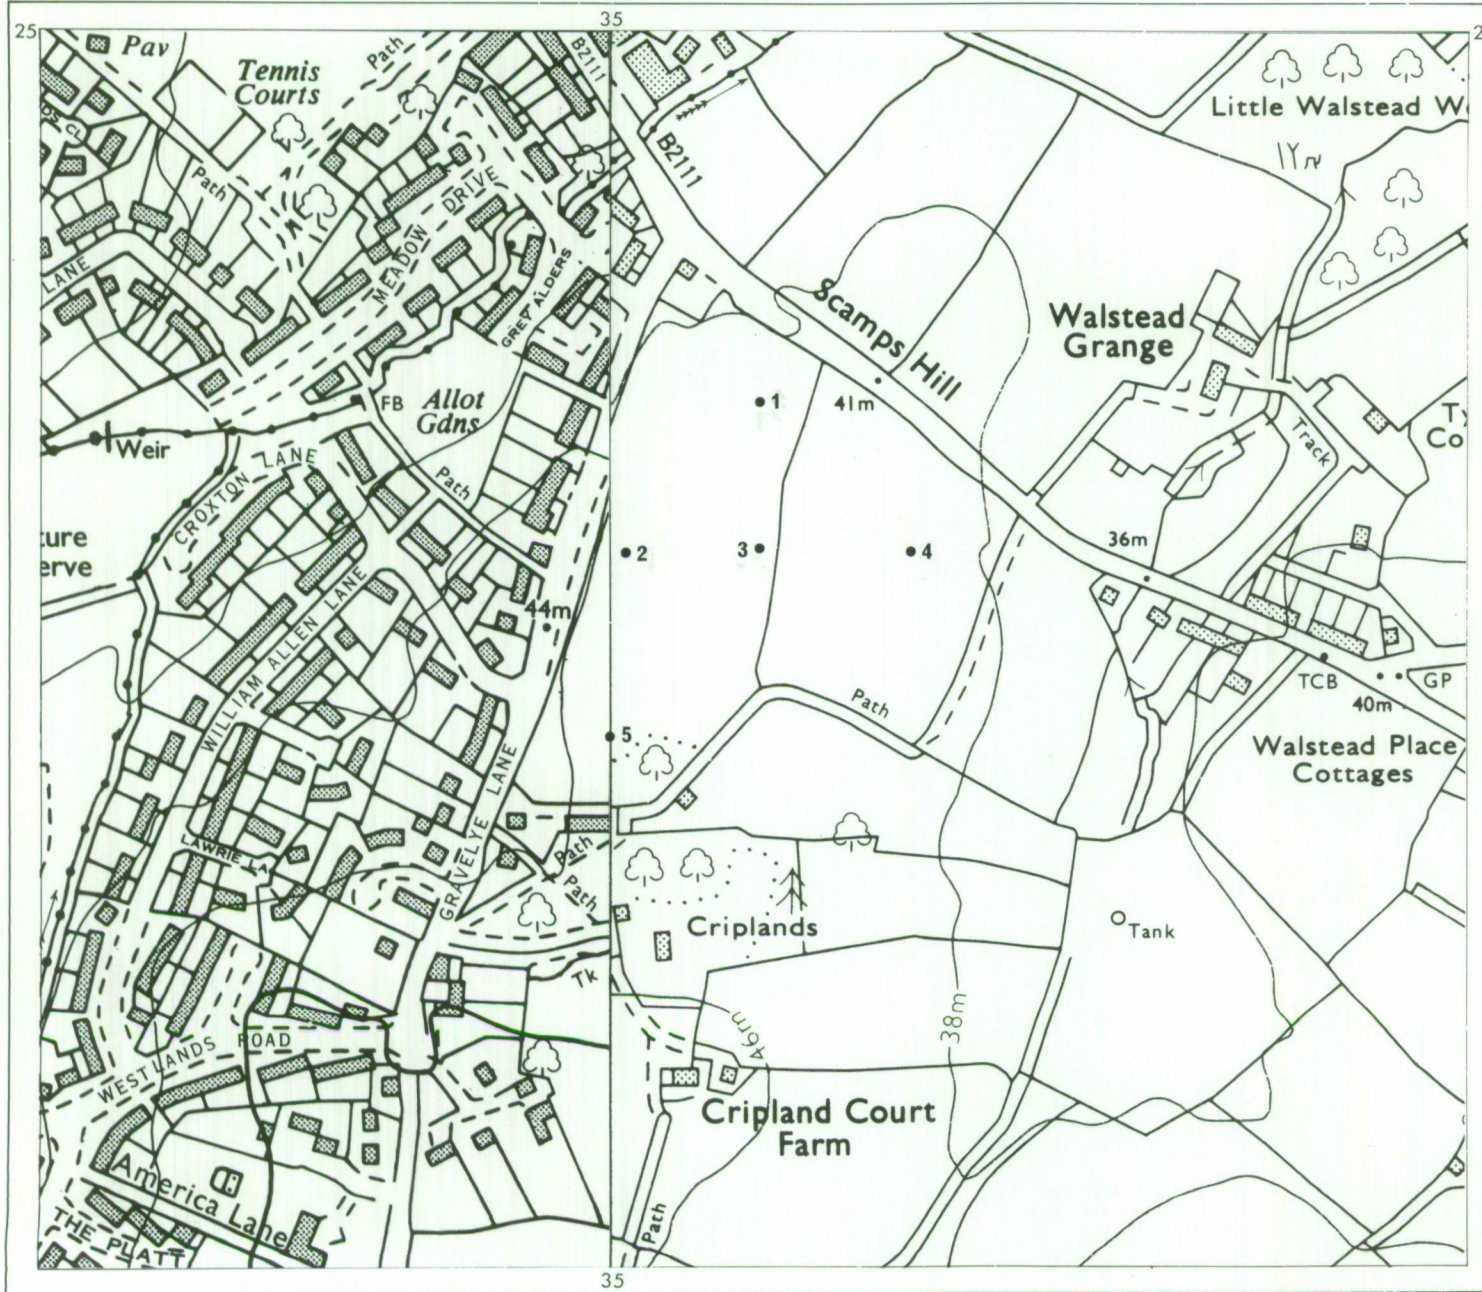 25
35
2
Pav
Tennis
Courts
Path
B2111
Path
LANE
MEADOW DRIVE
GREY ALDERS
B2111
Little Walstead W
Scamps Hill
41m
Walstead
Grange
Track
T
Co
FB
Allot
Gdns
Weir
CROXTON LANE
Path
1
2
3
4
36m
ture
erve
WILLIAM ALLEN LANE
44m
Path
5
TCB
GP
40m
Walstead Place
Cottages
LAWRIE LA
GRAVELYE LANE
Path
Path
Criplands
Tank
Tk
46m
38m
WESTLANDS ROAD
Cripland Court
Farm
America Lane
THE PLATT
Path
35